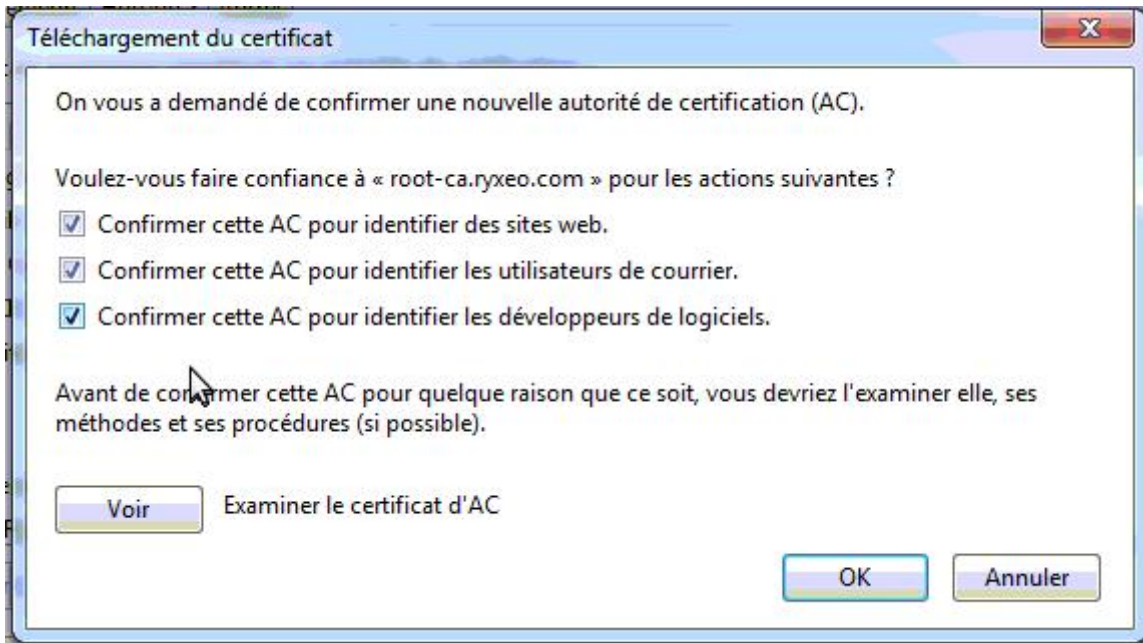 Téléchargement du certificat
On vous a demandé de confirmer une nouvelle autorité de certification (AC).
Voulez-vous faire confiance à « root-ca.ryxeo.com » pour les actions suivantes ?
Confirmer cette AC pour identifier des sites web.
Confirmer cette AC pour identifier les utilisateurs de courrier.
Confirmer cette AC pour identifier les développeurs de logiciels.
Avant de confirmer cette AC pour quelque raison que ce soit, vous devriez l'examiner elle, ses
méthodes et ses procédures (si possible).
Voir Examiner le certificat d'AC
OK Annuler